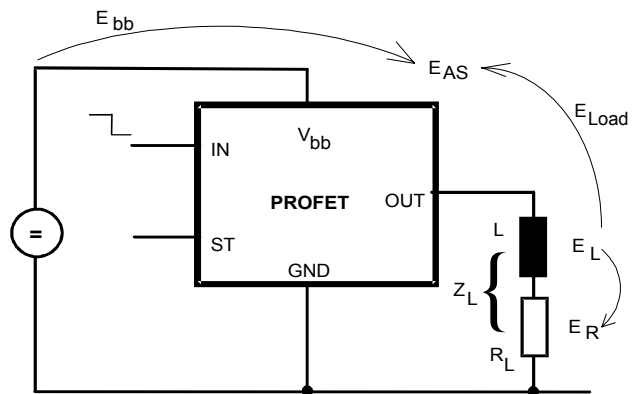 E bb
E AS
E Load
IN
V bb
PROFET
OUT
=
ST
GND
L
E L
Z L
{
E R
R L